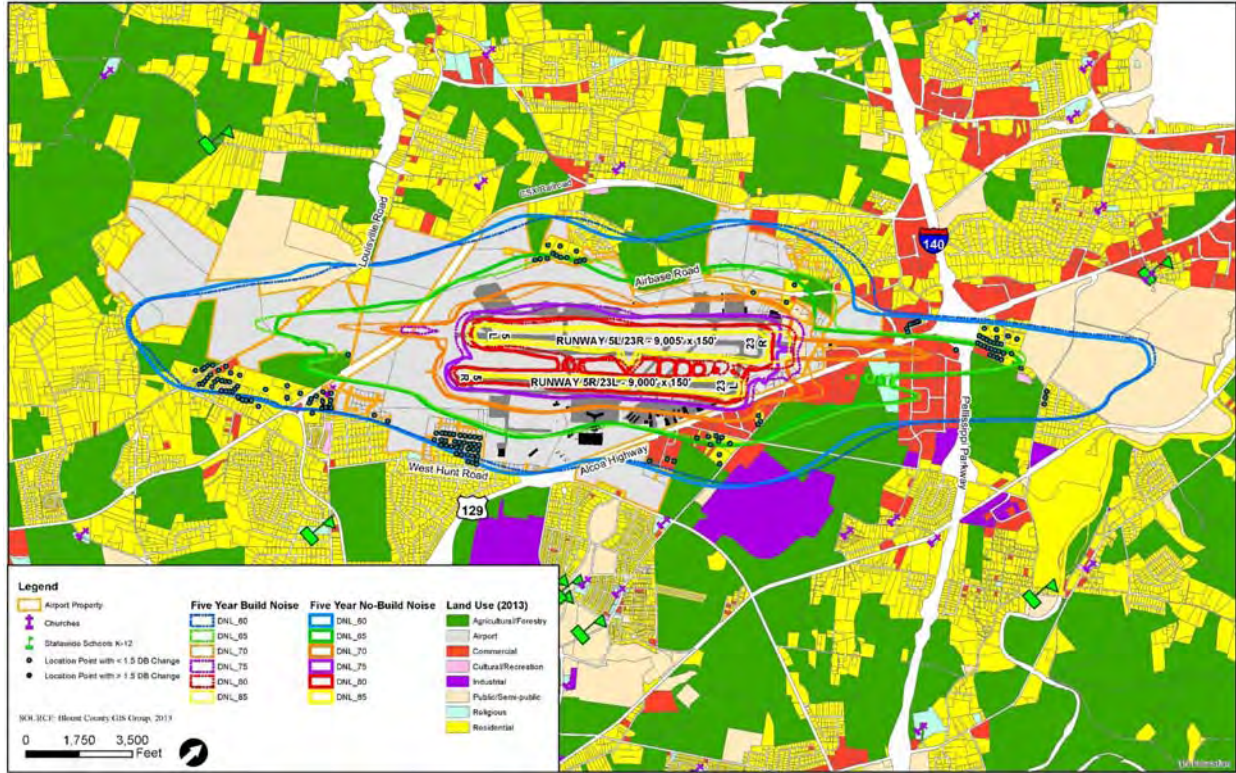 CSX Railroad
Louisville Road
140
Airbase Road
5 L
RUNWAY 5L/23R - 9,005' x 150'
23 R
5 R
RUNWAY 5R/23L - 9,000' x 150'
23 L
Pellissippi Parkway
Alcoa Highway
West Hunt Road
129
Legend
Airport Property
Churches
Statewide Schools K-12
Location Point with < 1.5 DB Change
Location Point with > 1.5 DB Change
Five Year Build Noise
DNL_60
DNL_65
DNL_70
DNL_75
DNL_80
DNL_85
Five Year No-Build Noise
DNL_60
DNL_65
DNL_70
DNL_75
DNL_80
DNL_85
Land Use (2013)
Agricultural/Forestry
Airport
Commercial
Cultural/Recreation
Industrial
Public/Semi-public
Religious
Residential
SOURCE: Blount County GIS Group, 2013
0 1,750 3,500
Feet